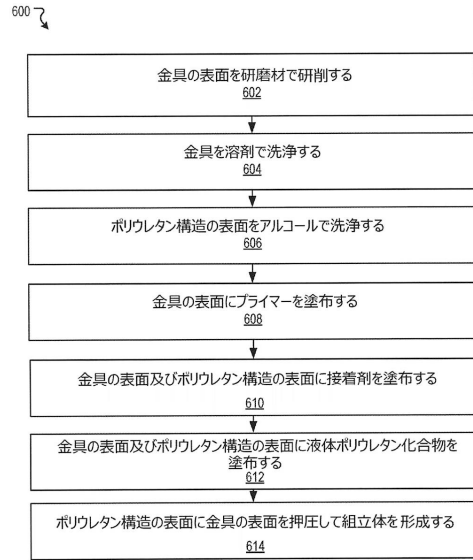 600
金具の表面を研磨材で研削する
602
金具を溶剤で洗浄する
604
ポリウレタン構造の表面をアルコールで洗浄する
606
金具の表面にプライマーを塗布する
608
金具の表面及びポリウレタン構造の表面に接着剤を塗布する
610
金具の表面及びポリウレタン構造の表面に液体ポリウレタン化合物を
塗布する
612
ポリウレタン構造の表面に金具の表面を押圧して組立体を形成する
614